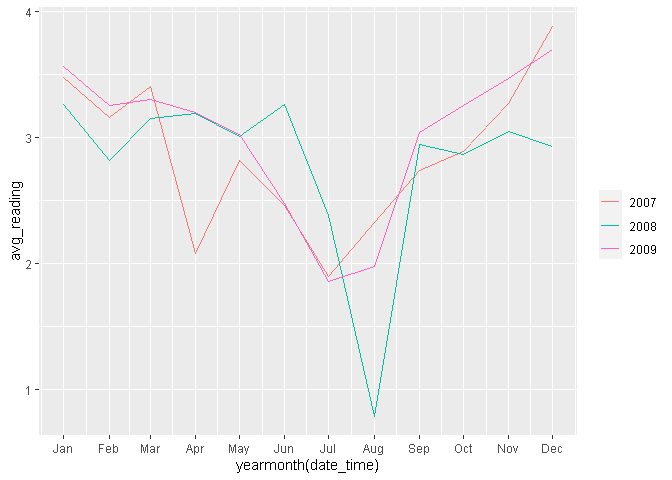 4
3
2
1
avg_reading
Jan Feb Mar Apr May Jun Jul Aug Sep Oct Nov Dec
yearmonth(date_time)
2007
2008
2009